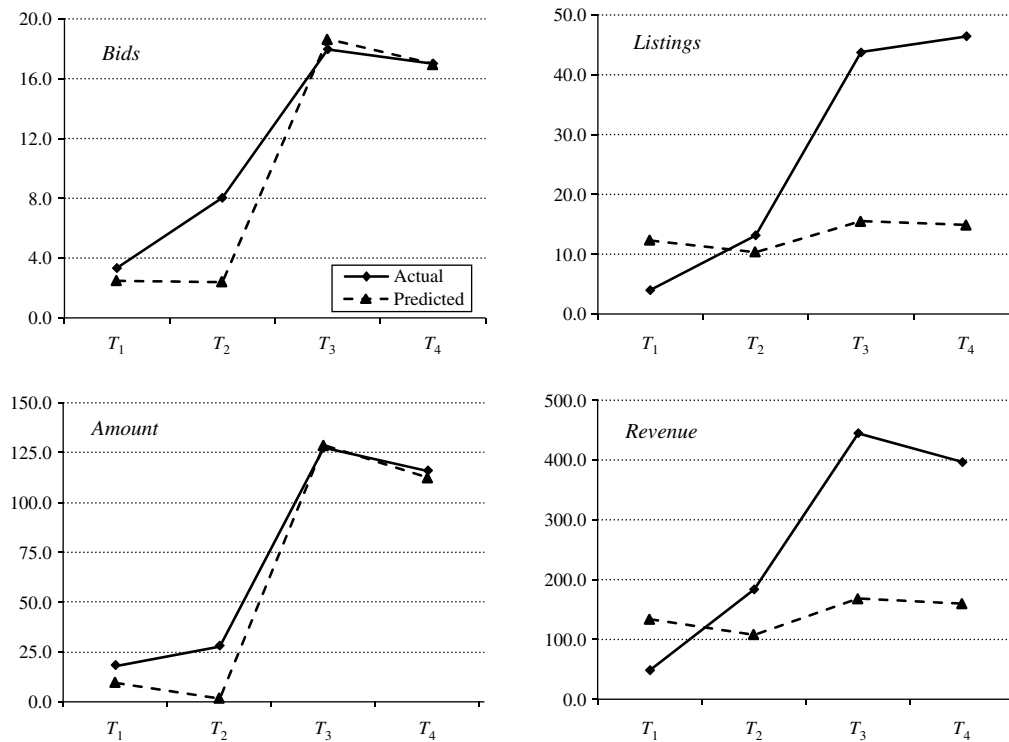 Bids
20.0
16.0
12.0
8.0
4.0
0.0
Actual
Predicted
T1 T2 T3 T4
Listings
50.0
40.0
30.0
20.0
10.0
0.0
T1 T2 T3 T4
Amount
150.0
125.0
100.0
75.0
50.0
25.0
0.0
T1 T2 T3 T4
Revenue
500.0
400.0
300.0
200.0
100.0
0.0
T1 T2 T3 T4